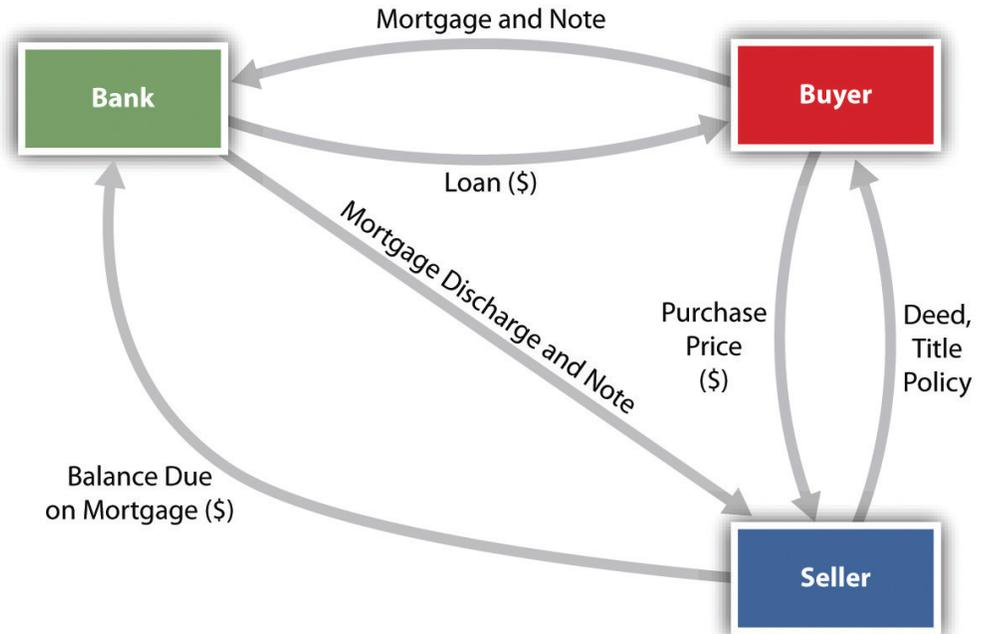 Mortgage and Note
Bank
Buyer
Loan ($)
Mortgage Discharge and Note
Purchase
Price
($)
Deed,
Title
Policy
Balance Due
on Mortgage ($)
Seller